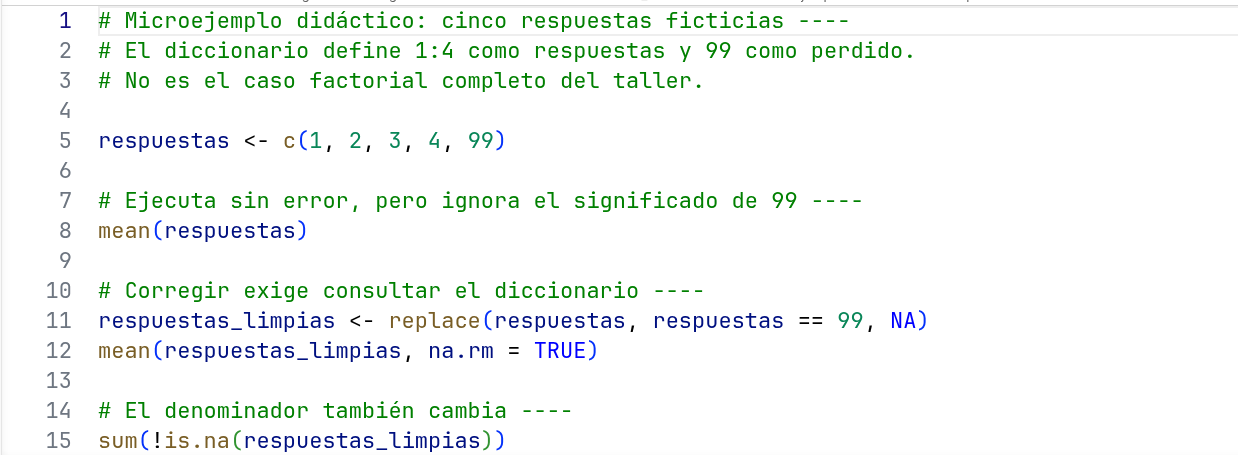 1 # Microejemplo didáctico: cinco respuestas ficticias ----
2 # El diccionario define 1:4 como respuestas y 99 como perdido.
3 # No es el caso factorial completo del taller.
4
5 respuestas <- c(1, 2, 3, 4, 99)
6
7 # Ejecuta sin error, pero ignora el significado de 99 ----
8 mean(respuestas)
9
10 # Corregir exige consultar el diccionario ----
11 respuestas_limpias <- replace(respuestas, respuestas == 99, NA)
12 mean(respuestas_limpias, na.rm = TRUE)
13
14 # El denominador también cambia ----
15 sum(!is.na(respuestas_limpias))